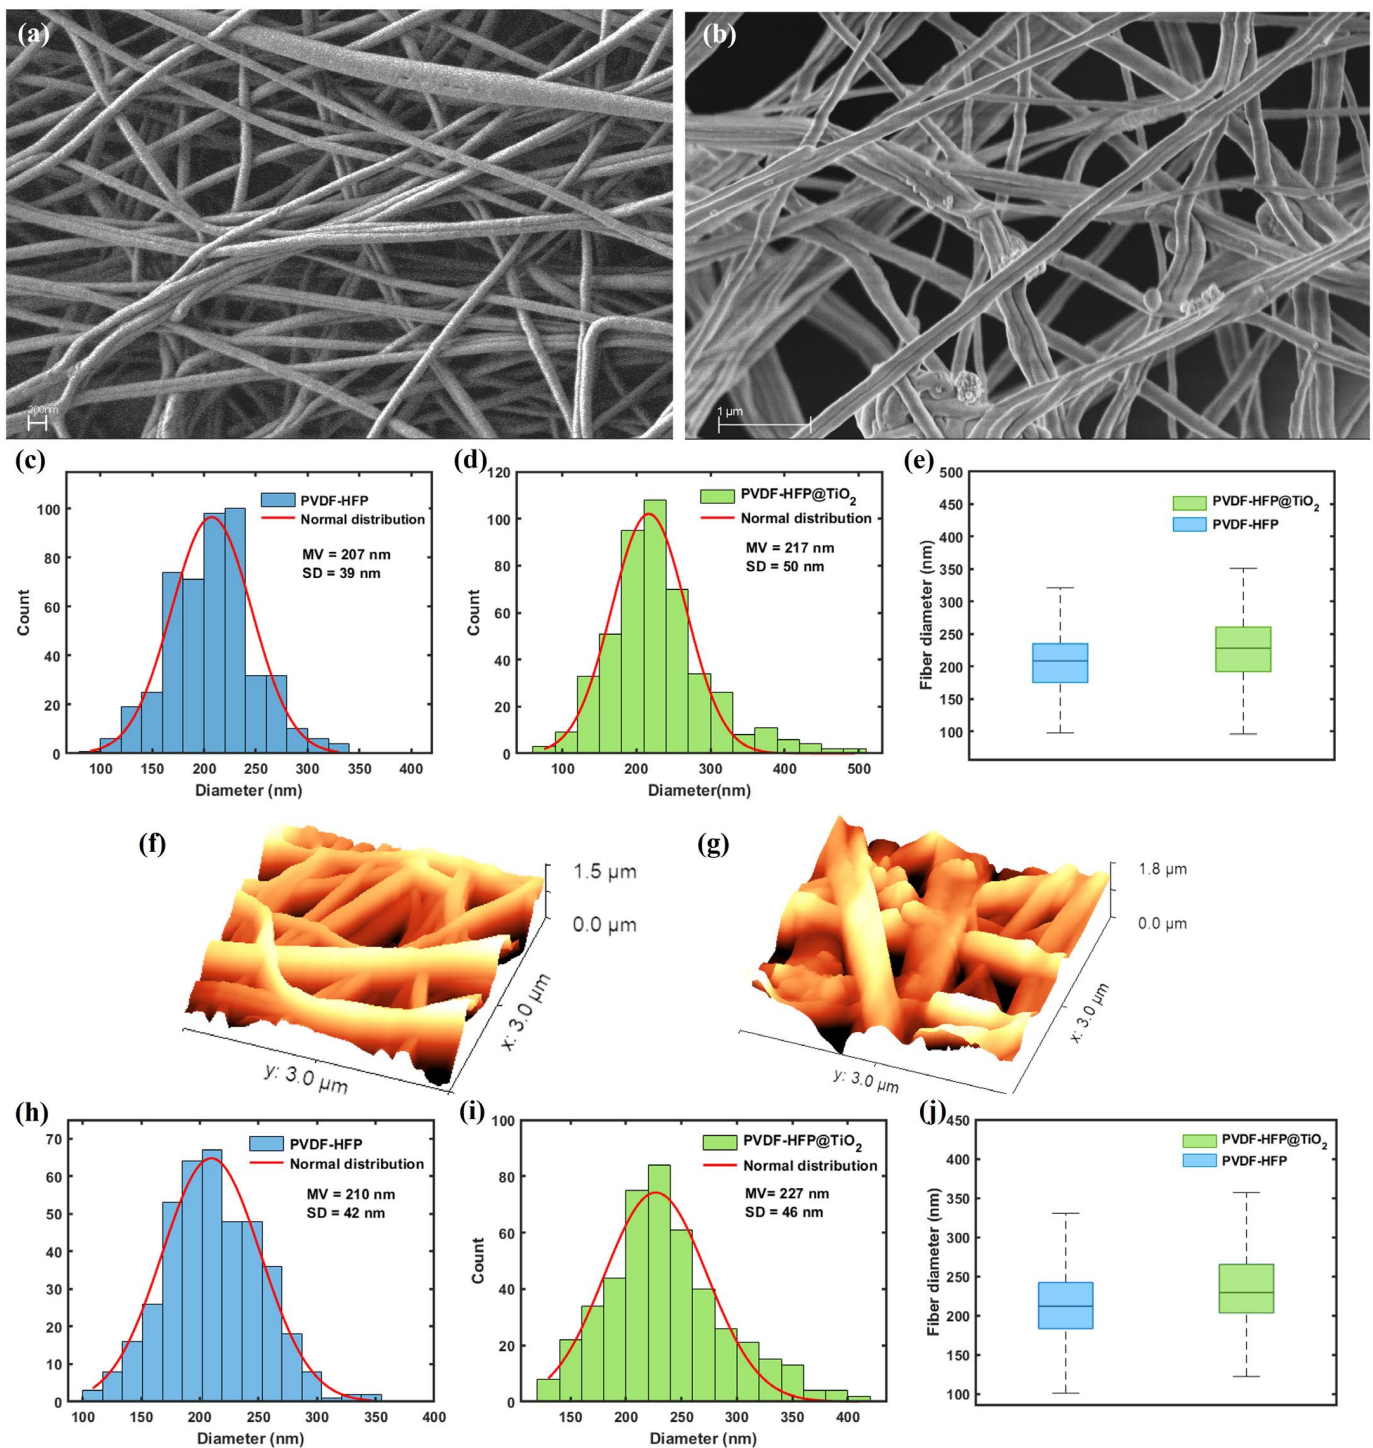 (a)
200nm
(b)
1 µm
(c)
100
80
60
40
20
0
Count
PVDF-HFP
Normal distribution
MV = 207 nm
SD = 39 nm
100 150 200 250 300 350 400
Diameter (nm)
(d)
120
100
80
60
40
20
0
Count
PVDF-HFP@TiO2
Normal distribution
MV = 217 nm
SD = 50 nm
100 200 300 400 500
Diameter(nm)
(e)
500
450
400
350
300
250
200
150
100
Fiber diameter (nm)
PVDF-HFP@TiO2
PVDF-HFP
(f)
1.5 µm
0.0 µm
x: 3.0 µm
y: 3.0 µm
(g)
1.8 µm
0.0 µm
x: 3.0 µm
y: 3.0 µm
(h)
70
60
50
40
30
20
10
0
PVDF-HFP
Normal distribution
MV = 210 nm
SD = 42 nm
100 150 200 250 300 350 400
Diameter (nm)
(i)
100
80
60
40
20
0
Count
PVDF-HFP@TiO2
Normal distribution
MV= 227 nm
SD = 46 nm
150 200 250 300 350 400
Diameter (nm)
(j)
450
400
350
300
250
200
150
100
Fiber diameter (nm)
PVDF-HFP@TiO2
PVDF-HFP